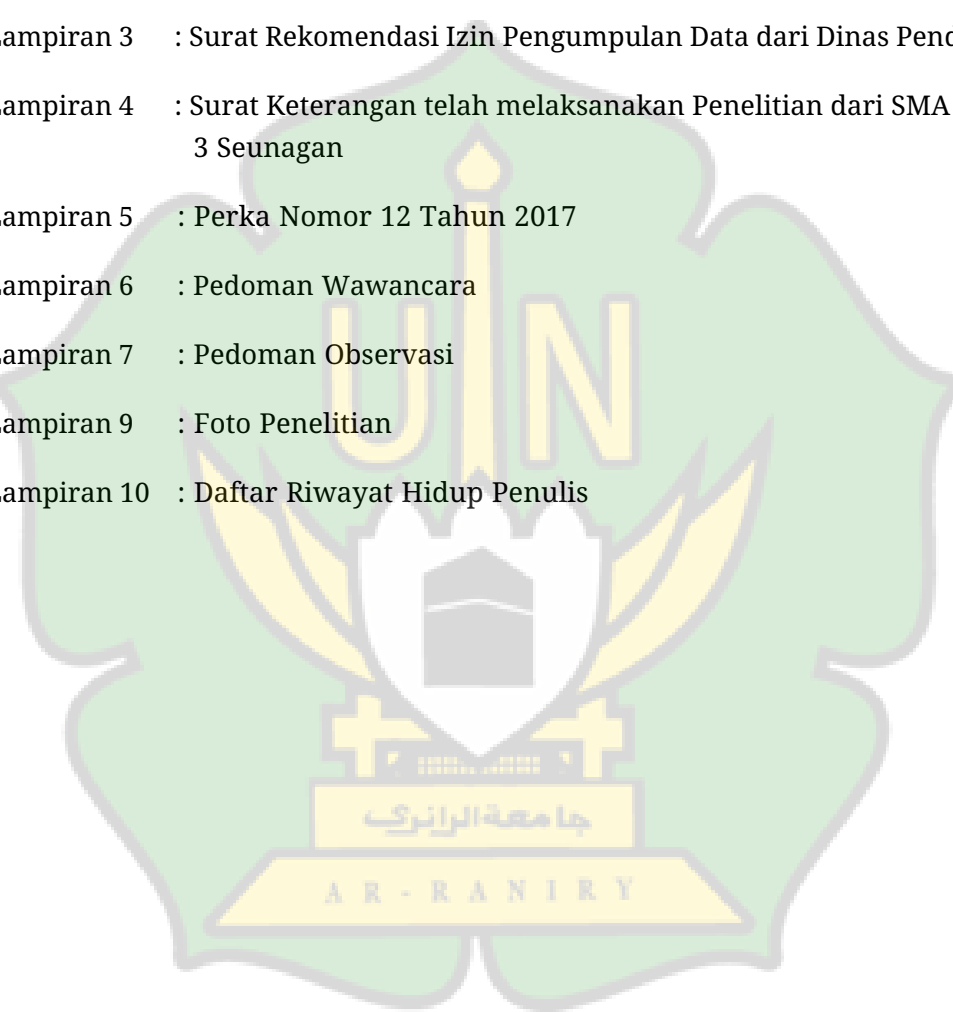 ampiran 3 : Surat Rekomendasi Izin Pengumpulan Data dari Dinas Pend
ampiran 4 : Surat Keterangan telah melaksanakan Penelitian dari SMA
3 Seunagan
ampiran 5 : Perka Nomor 12 Tahun 2017
ampiran 6 : Pedoman Wawancara
ampiran 7 : Pedoman Observasi
ampiran 9 : Foto Penelitian
ampiran 10 : Daftar Riwayat Hidup Penulis
UIN
جامعة الرانري
AR-RANIRY